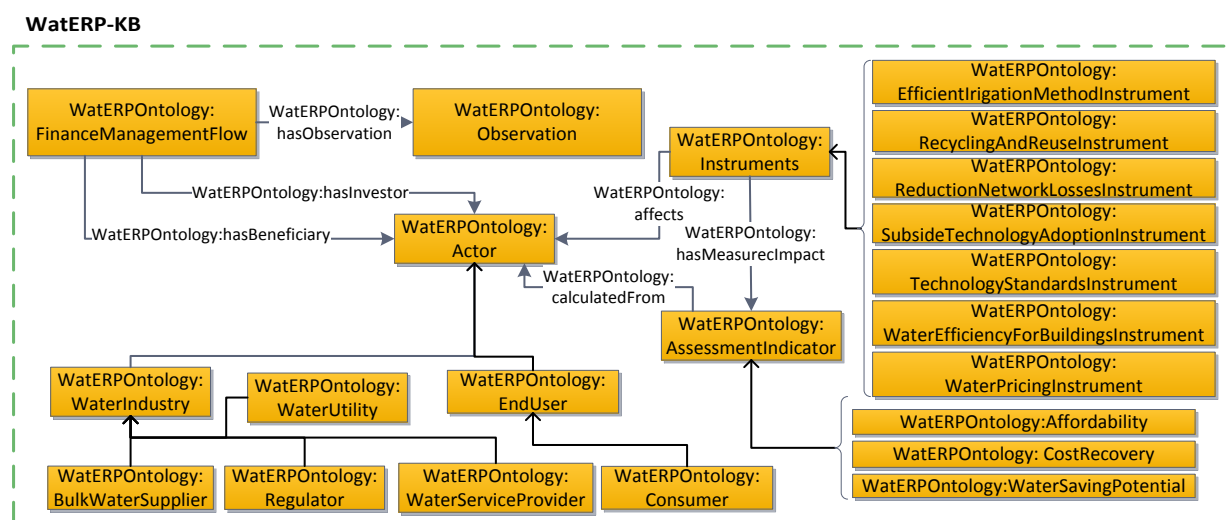 WatERP-KB
WatERPOntology:
FinanceManagementFlow
WatERPOntology:
hasObservation
WatERPOntology:
Observation
WatERPOntology:
Instruments
WatERPOntology:
EfficientIrigationMethodInstrument
WatERPOntology:
RecyclingAndReuseInstrument
WatERPOntology:
ReductionNetworkLossesInstrument
WatERPOntology:
SubsideTechnologyAdoptionInstrument
WatERPOntology:
TechnologyStandardsInstrument
WatERPOntology:
WaterEfficiencyForBuildingsInstrument
WatERPOntology:
WaterPricingInstrument
WatERPOntology:hasInvestor
WatERPOntology:
affects
WatERPOntology:hasBeneficiary
WatERPOntology:
Actor
WatERPOntology:
hasMeasurecImpact
WatERPOntology:
calculatedFrom
WatERPOntology:
AssessmentIndicator
WatERPOntology:
WaterIndustry
WatERPOntology:
WaterUtility
WatERPOntology:
EndUser
WatERPOntology:Affordability
WatERPOntology: CostRecovery
WatERPOntology:WaterSavingPotential
WatERPOntology:
BulkWaterSupplier
WatERPOntology:
Regulator
WatERPOntology:
WaterServiceProvider
WatERPOntology:
Consumer